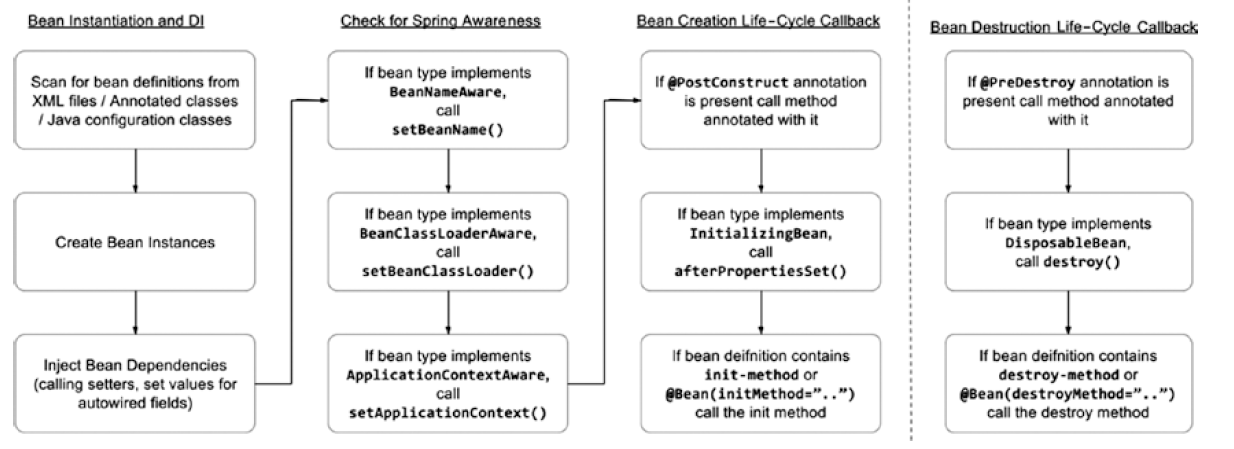 Bean Instantiation and DI
Scan for bean definitions from
XML files / Annotated classes
/ Java configuration classes
Create Bean Instances
Inject Bean Dependencies
(calling setters, set values for
autowired fields)
Check for Spring Awareness
If bean type implements
BeanNameAware,
call
setBeanName()
If bean type implements
BeanClassLoaderAware,
call
setBeanClassLoader()
If bean type implements
ApplicationContextAware,
call
setApplicationContext()
Bean Creation Life-Cycle Callback
If @PostConstruct annotation
is present call method
annotated with it
If bean type implements
InitializingBean,
call
afterPropertiesSet()
If bean deifnition contains
init-method or
@Bean(initMethod=”..”)
call the init method
Bean Destruction Life-Cycle Callback
If @PreDestroy annotation is
present call method annotated
with it
If bean type implements
DisposableBean,
call destroy()
If bean deifnition contains
destroy-method or
@Bean(destroyMethod=”..”)
call the destroy method